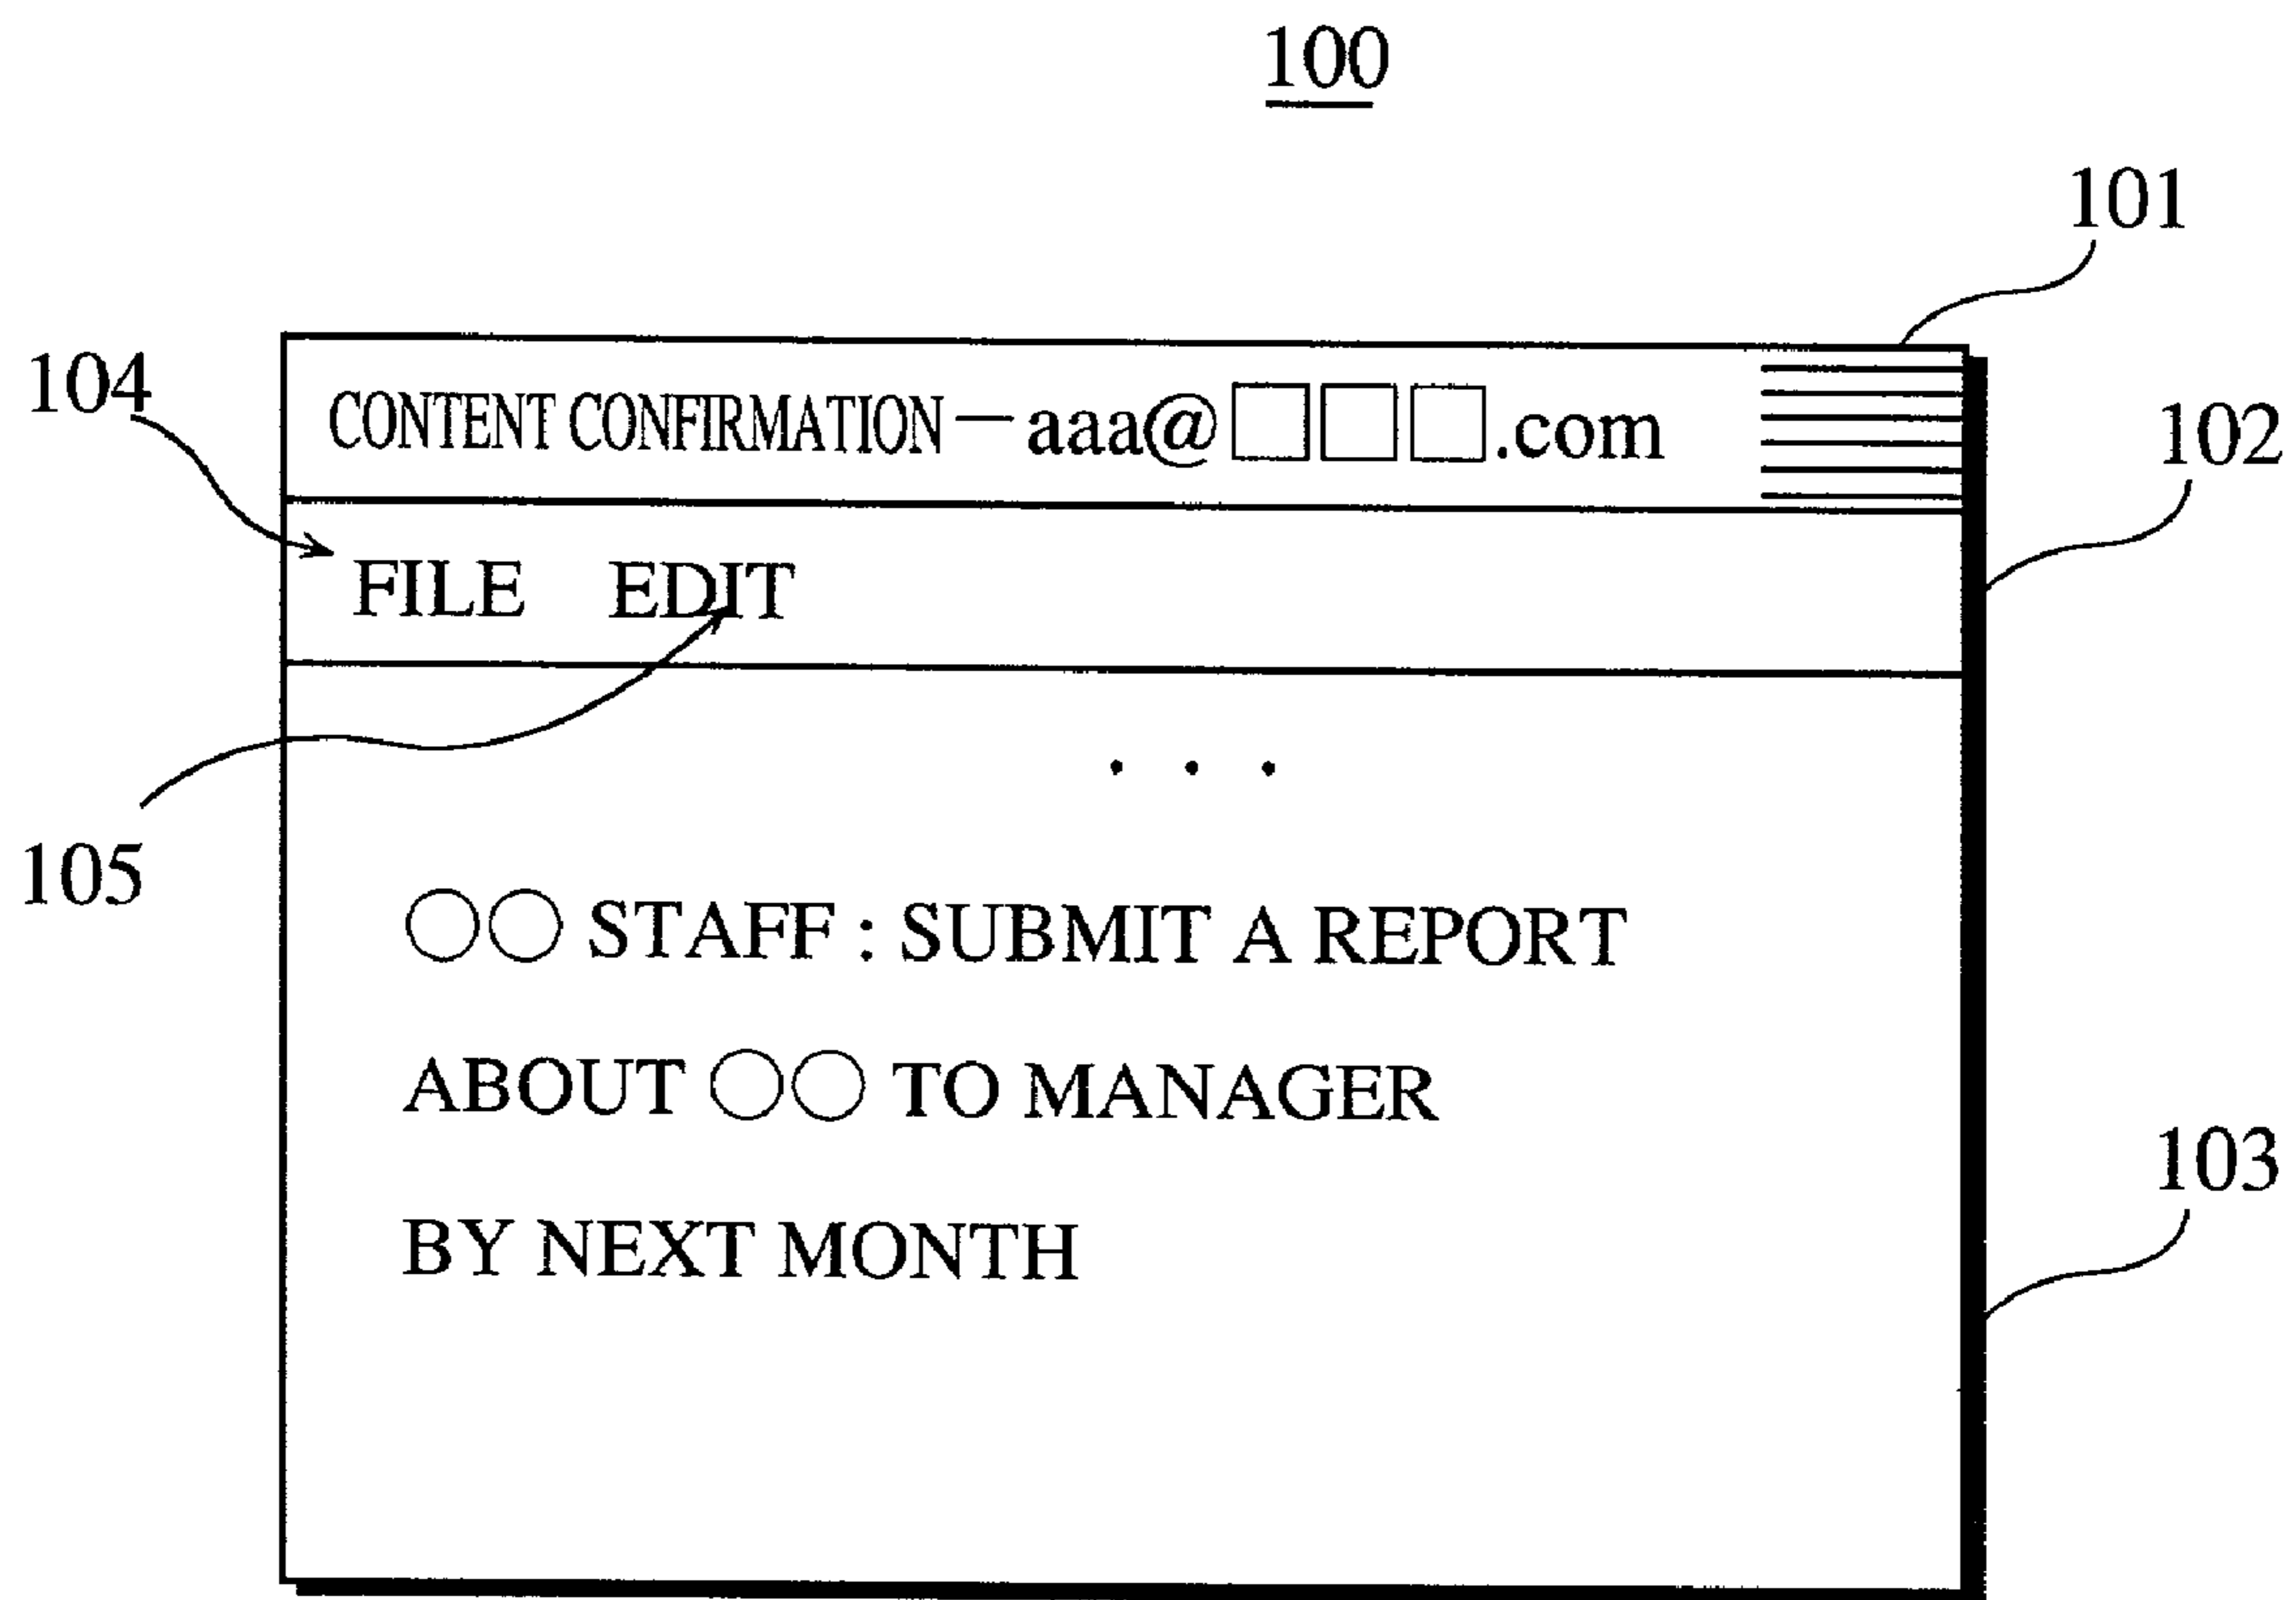 100
101
104
CONTENT CONFIRMATION—aaa@□□□.com
102
FILE EDIT
. . .
105
○○ STAFF : SUBMIT A REPORT
ABOUT ○○ TO MANAGER
103
BY NEXT MONTH